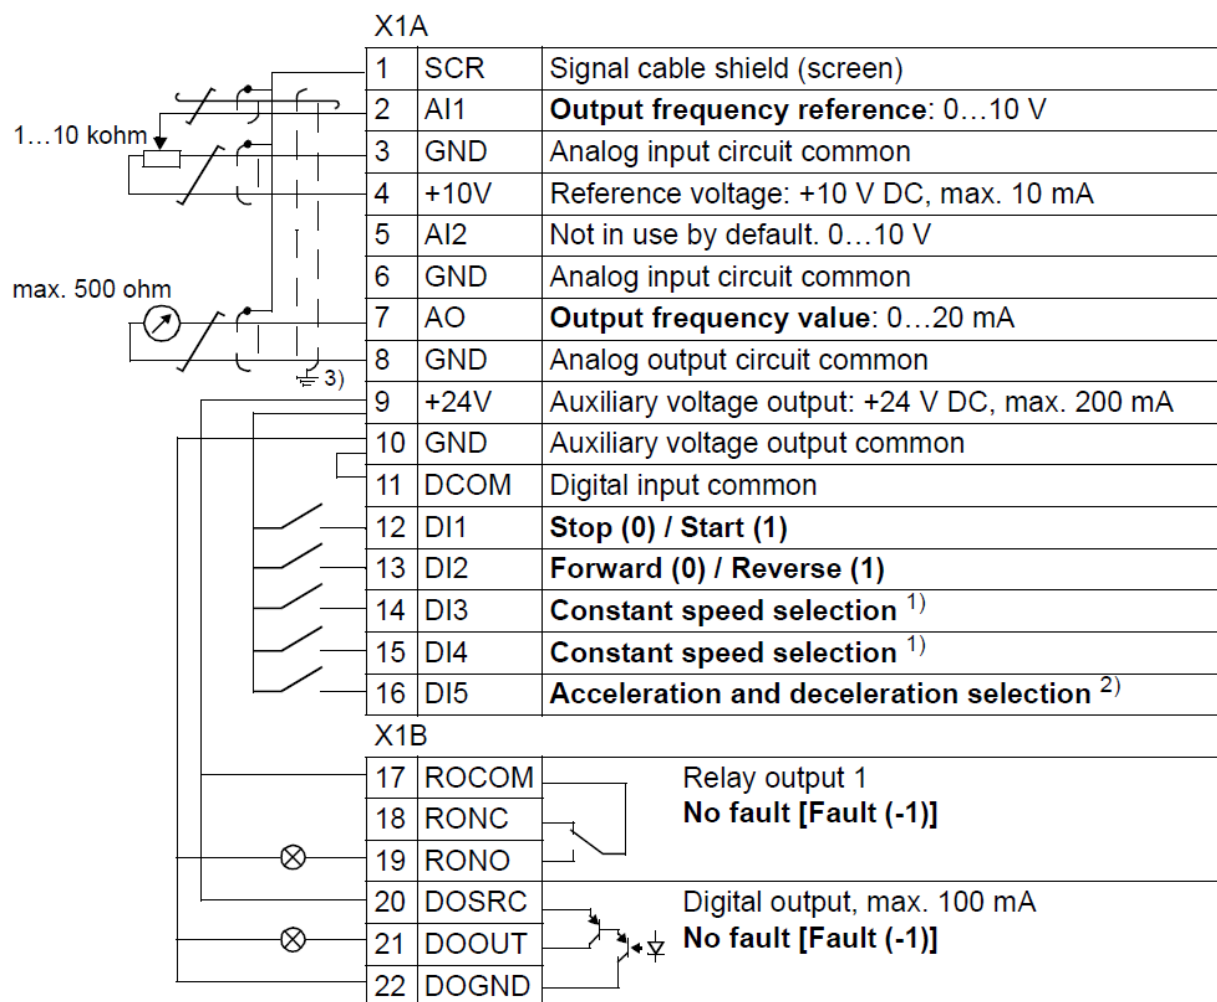 X1A
1 SCR Signal cable shield (screen)
2 AI1 Output frequency reference: 0…10 V
1…10 kohm
3 GND Analog input circuit common
4 +10V Reference voltage: +10 V DC, max. 10 mA
5 AI2 Not in use by default. 0…10 V
6 GND Analog input circuit common
max. 500 ohm
7 AO Output frequency value: 0…20 mA
8 GND Analog output circuit common
3)
9 +24V Auxiliary voltage output: +24 V DC, max. 200 mA
10 GND Auxiliary voltage output common
11 DCOM Digital input common
12 DI1 Stop (0) / Start (1)
13 DI2 Forward (0) / Reverse (1)
14 DI3 Constant speed selection 1)
15 DI4 Constant speed selection 1)
16 DI5 Acceleration and deceleration selection 2)
X1B
17 ROCOM Relay output 1
18 RONC No fault [Fault (-1)]
19 RONO
20 DOSRC Digital output, max. 100 mA
21 DOOUT No fault [Fault (-1)]
22 DOGND